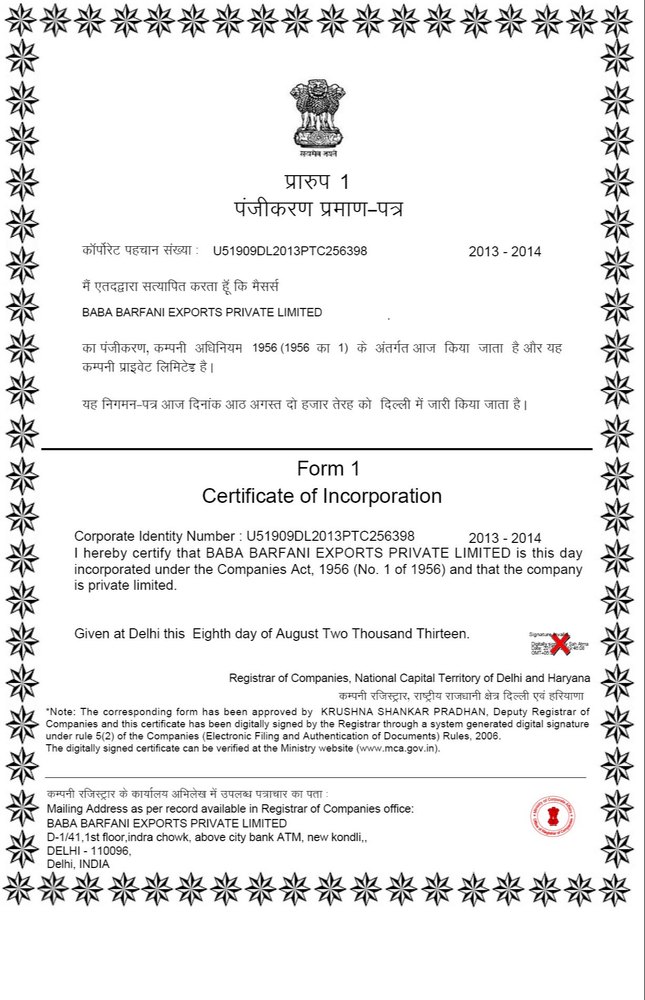 सत्यमेव जयते
प्रारुप 1
पंजीकरण प्रमाण-पत्र
कॉर्पोरेट पहचान संख्या : U51909DL2013PTC256398 2013 - 2014
मैं एतदद्वारा सत्यापित करता हूँ कि मैसर्स
BABA BARFANI EXPORTS PRIVATE LIMITED
का पंजीकरण, कम्पनी अधिनियम 1956 (1956 का 1) के अंतर्गत आज किया जाता है और यह
कम्पनी प्राइवेट लिमिटेड है।
यह निगमन-पत्र आज दिनांक आठ अगस्त दो हजार तेरह को दिल्ली में जारी किया जाता है।
Form 1
Certificate of Incorporation
Corporate Identity Number : U51909DL2013PTC256398 2013 - 2014
I hereby certify that BABA BARFANI EXPORTS PRIVATE LIMITED is this day
incorporated under the Companies Act, 1956 (No. 1 of 1956) and that the company
is private limited.
Given at Delhi this Eighth day of August Two Thousand Thirteen.
Registrar of Companies, National Capital Territory of Delhi and Haryana
कम्पनी रजिस्ट्रार, राष्ट्रीय राजधानी क्षेत्र दिल्ली एवं हरियाणा
*Note: The corresponding form has been approved by KRUSHNA SHANKAR PRADHAN, Deputy Registrar of
Companies and this certificate has been digitally signed by the Registrar through a system generated digital signature
under rule 5(2) of the Companies (Electronic Filing and Authentication of Documents) Rules, 2006.
The digitally signed certificate can be verified at the Ministry website (www.mca.gov.in).
कम्पनी रजिस्ट्रार के कार्यालय अभिलेख में उपलब्ध पत्राचार का पता :
Mailing Address as per record available in Registrar of Companies office:
BABA BARFANI EXPORTS PRIVATE LIMITED
D-1/41,1st floor,indra chowk, above city bank ATM, new kondli,,
DELHI - 110096,
Delhi, INDIA